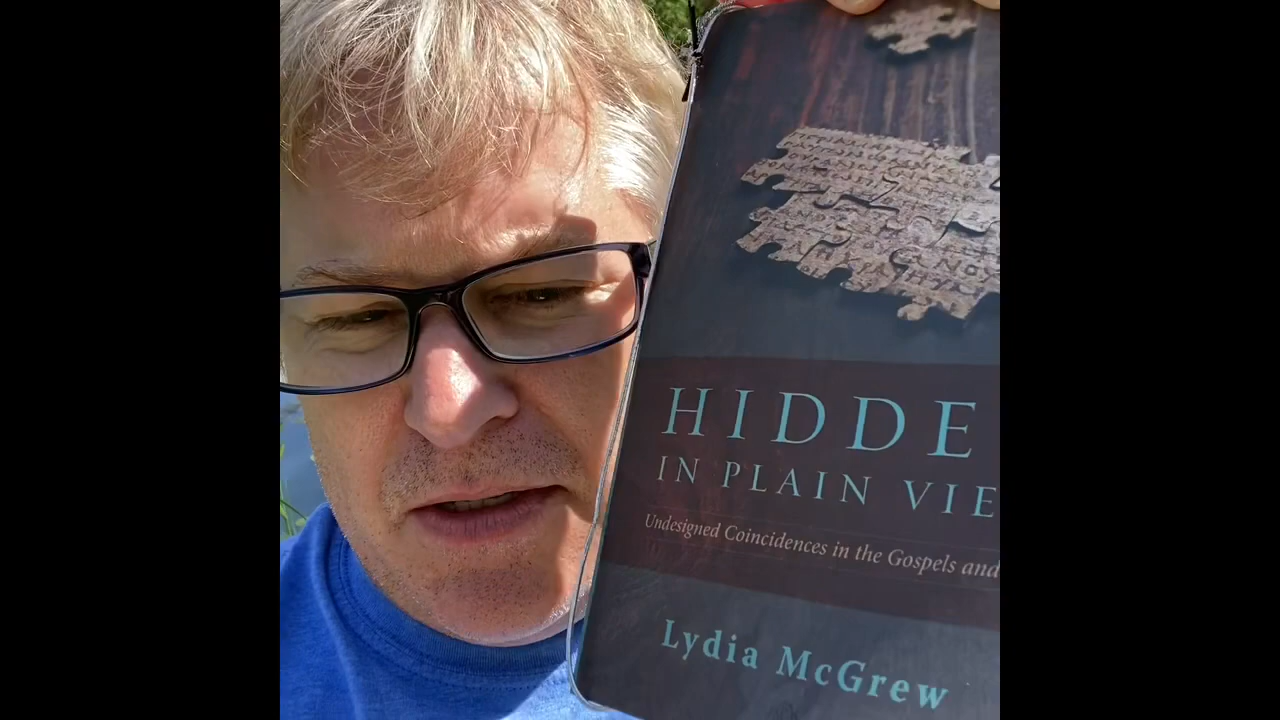 HIDDE
IN PLAIN VIE
Undesigned Coincidences in the Gospels and
Lydia McGrew